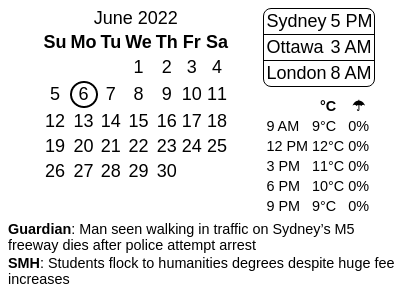 June 2022
Su Mo Tu We Th Fr Sa
1 2 3 4
5 6 7 8 9 10 11
12 13 14 15 16 17 18
19 20 21 22 23 24 25
26 27 28 29 30
Sydney 5 PM
Ottawa 3 AM
London 8 AM
°C ☂
9 AM 9°C 0%
12 PM 12°C 0%
3 PM 11°C 0%
6 PM 10°C 0%
9 PM 9°C 0%
Guardian: Man seen walking in traffic on Sydney’s M5
freeway dies after police attempt arrest
SMH: Students flock to humanities degrees despite huge fee
increases